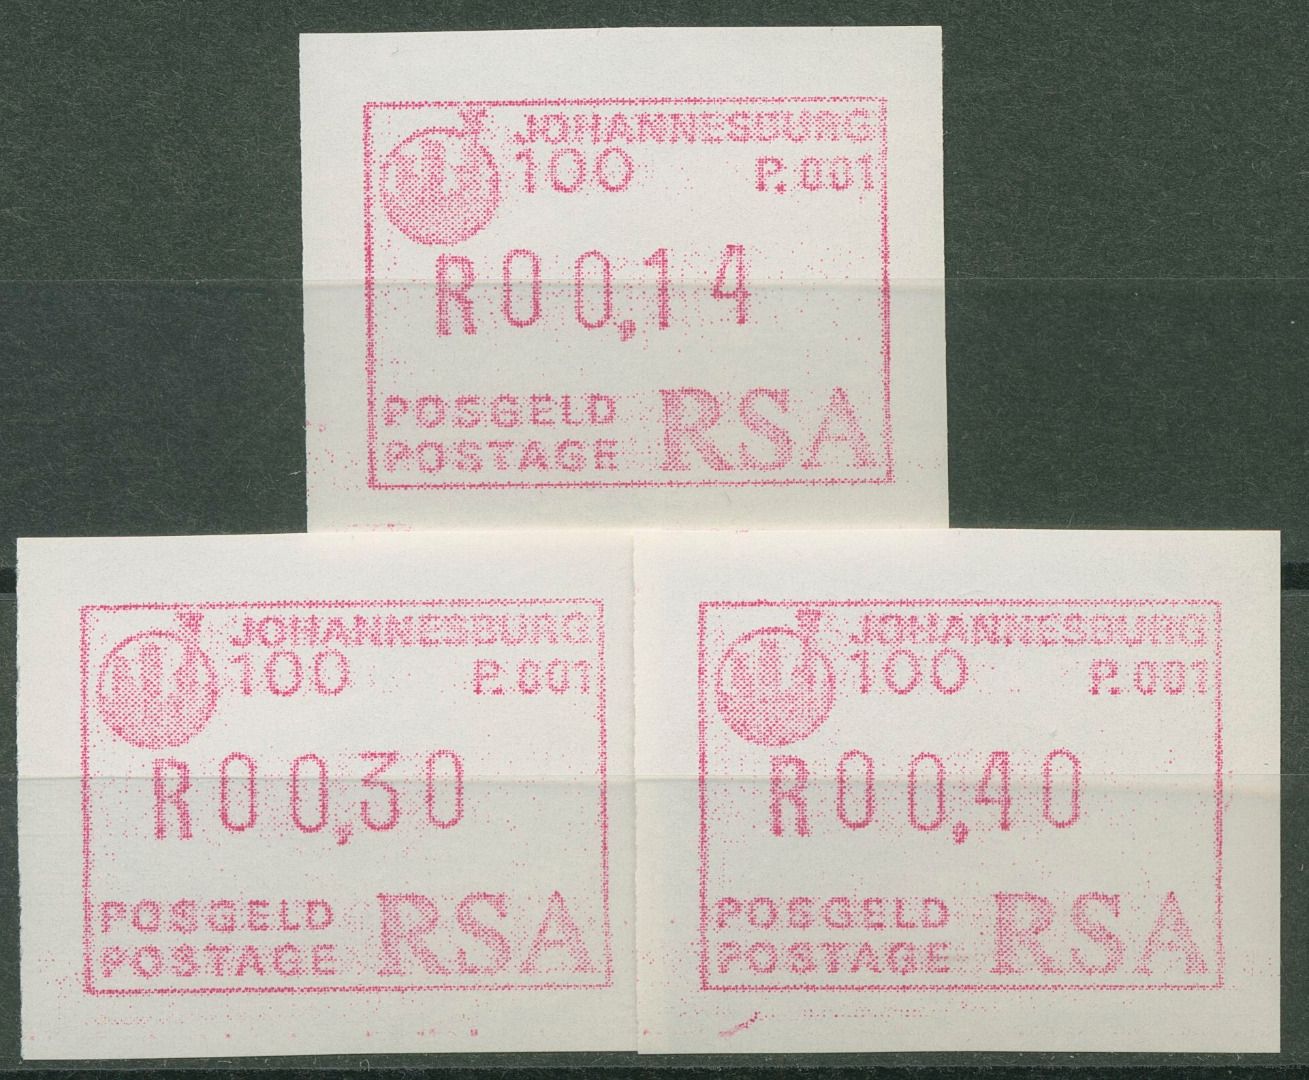 JOHANNESBURG
100 P.001
R00,14
POSGELD
POSTAGE RSA
JOHANNESBURG
100 P.001
R00,30
POSGELD
POSTAGE RSA
JOHANNESBURG
100 P.001
R00,40
POSGELD
POSTAGE RSA